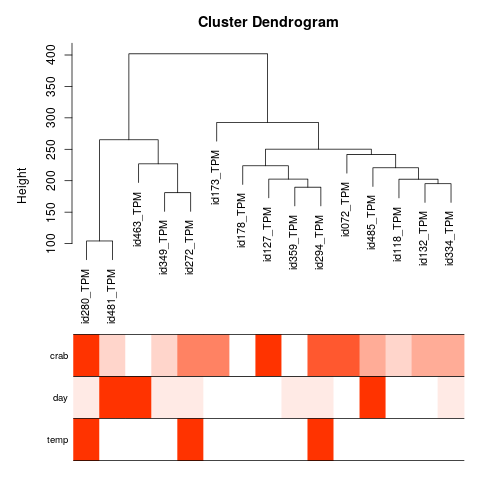 Cluster Dendrogram
Height
400
350
300
250
200
150
100
id280_TPM
id481_TPM
id463_TPM
id349_TPM
id272_TPM
id173_TPM
id178_TPM
id127_TPM
id359_TPM
id294_TPM
id072_TPM
id485_TPM
id118_TPM
id132_TPM
id334_TPM
crab
day
temp